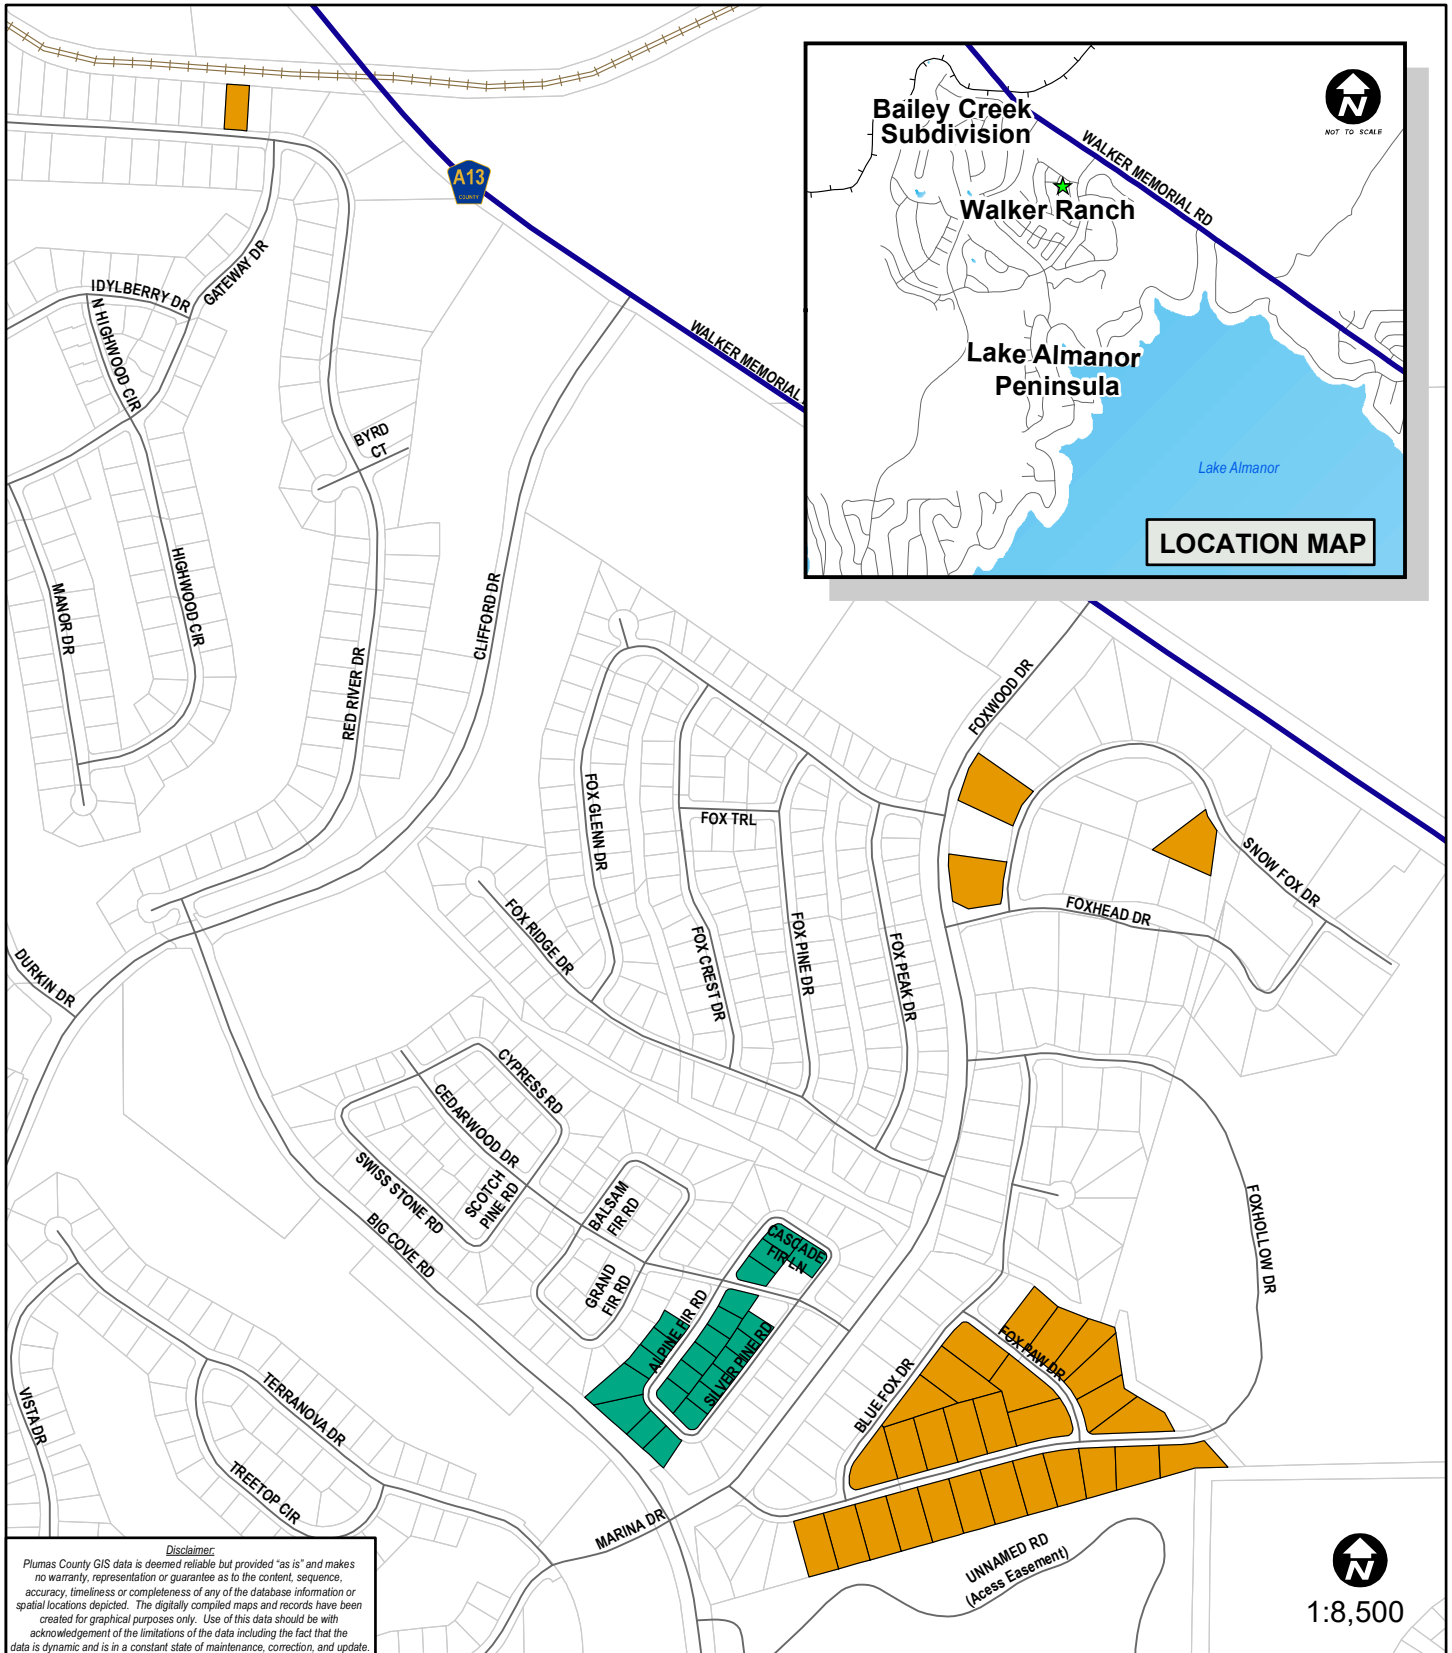 A13
COUNTY
Bailey Creek
Subdivision
N
NOT TO SCALE
WALKER MEMORIAL RD
Walker Ranch
Lake Almanor
Peninsula
Lake Almanor
LOCATION MAP
IDYLBERRY DR
GATEWAY DR
N HIGHWOOD CIR
WALKER MEMORIAL
BYRD
CT
HIGHWOOD CIR
MANOR DR
RED RIVER DR
CLIFFORD DR
FOXWOOD DR
FOX GLENN DR
FOX TRL
SNOW FOX DR
FOXHEAD DR
FOX RIDGE DR
FOX CREST DR
FOX PINE DR
FOX PEAK DR
DURKIN DR
CYPRESS RD
CEDARWOOD DR
SWISS STONE RD
SCOTCH
PINE RD
BALSAM
FIR RD
BIG COVE RD
GRAND
FIR RD
CASCADE
FIR LN
ALPINE FIR RD
SILVER PINE RD
FOXHOLLOW DR
FOX PAW DR
BLUE FOX DR
VISTA DR
TERRANOVA DR
TREETOP CIR
MARINA DR
UNNAMED RD
(Acess Easement)
Disclaimer:
Plumas County GIS data is deemed reliable but provided “as is” and makes
no warranty, representation or guarantee as to the content, sequence,
accuracy, timeliness or completeness of any of the database information or
spatial locations depicted. The digitally compiled maps and records have been
created for graphical purposes only. Use of this data should be with
acknowledgement of the limitations of the data including the fact that the
data is dynamic and is in a constant state of maintenance, correction, and update.
N
1:8,500